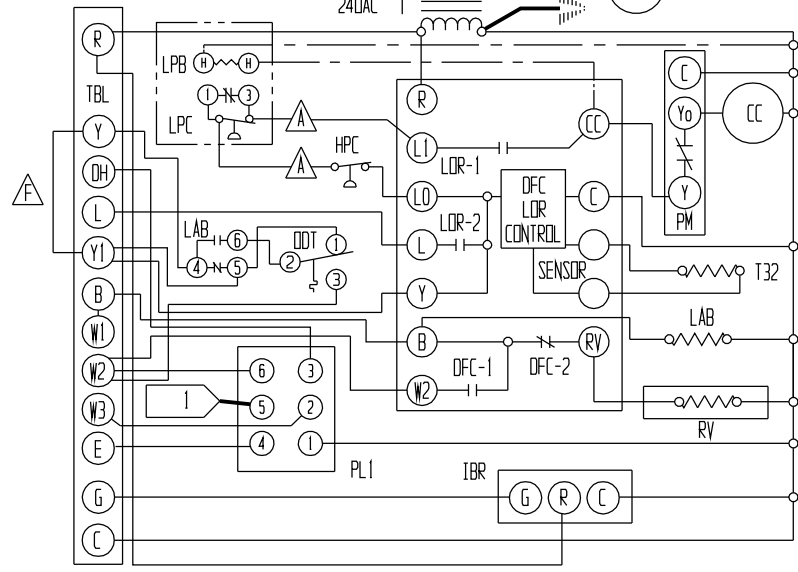 240AC
R
TBL
Y
DH
L
Y1
B
W1
W2
W3
E
G
C
F
LPB
H H
1 3
LPC
A
HPC
A
LAB
6
4 5
ODT
1
2
3
R
L1
LO
L
Y
B
W2
LOR-1
LOR-2
DFC
LOR
CONTROL
CC
C
SENSOR
RV
DFC-1
DFC-2
C
Yo
Y
PM
CC
T32
LAB
RV
6 3
5 2
4 1
1
PL1
IBR
G R C